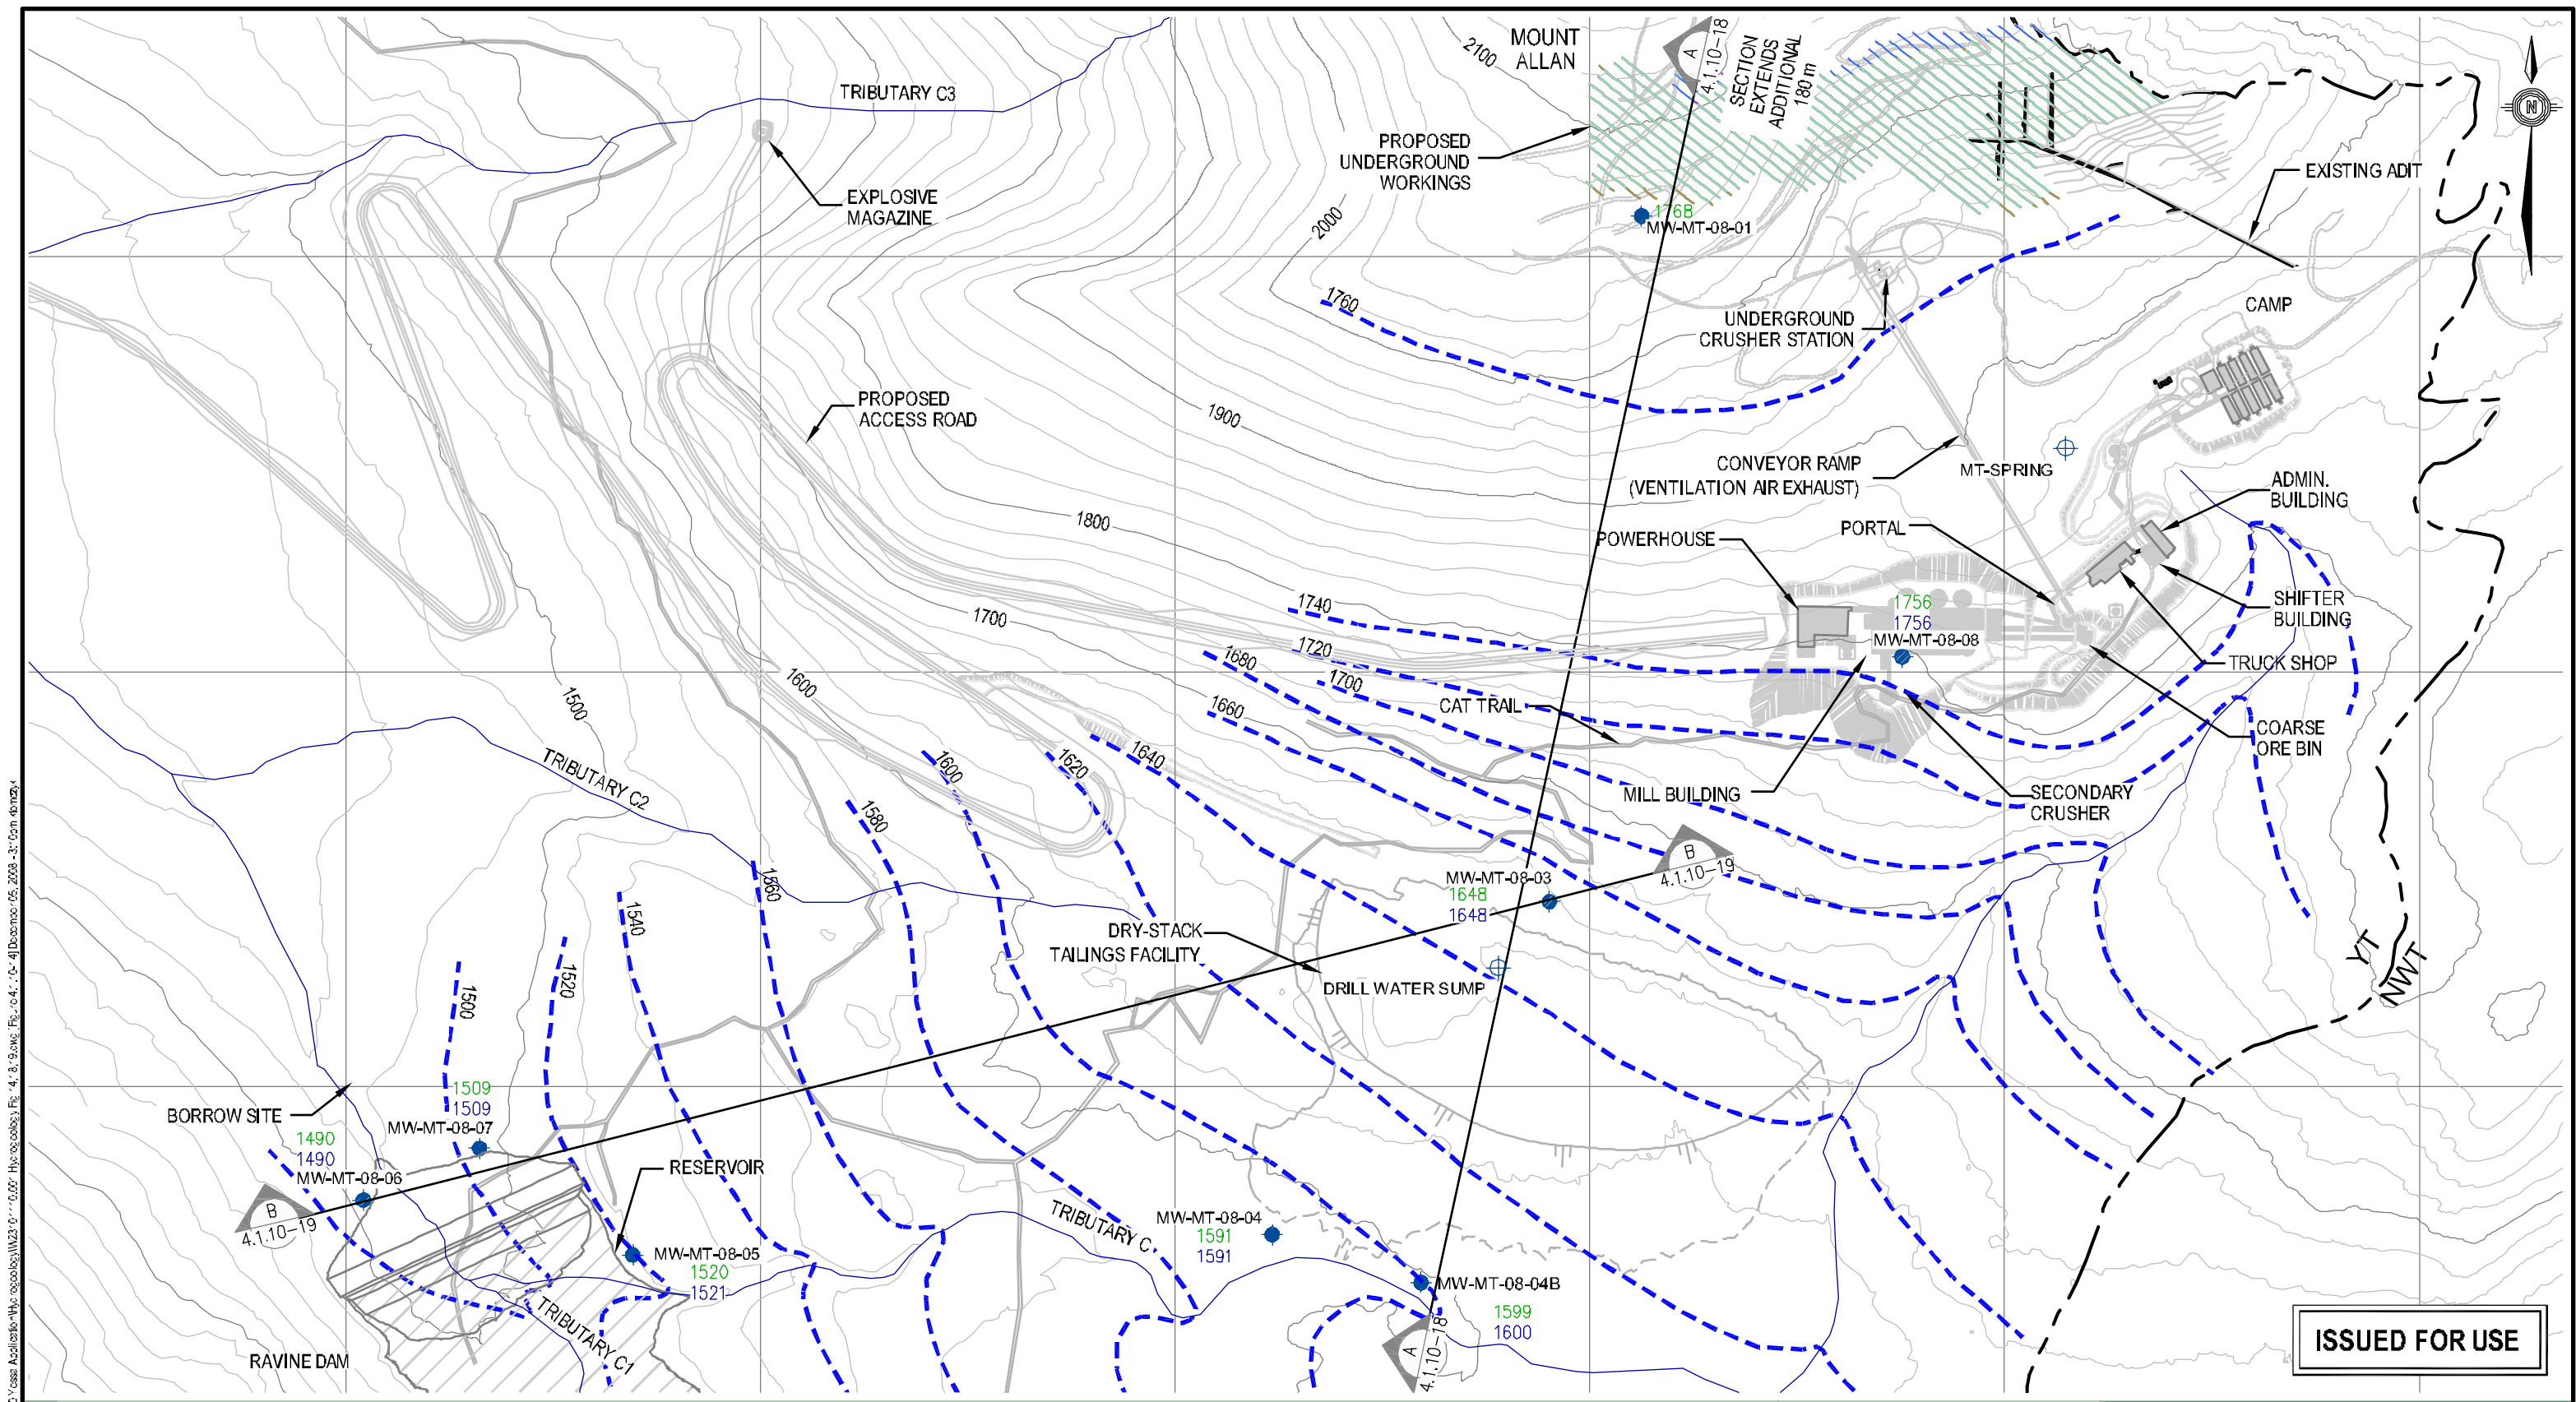 2100
MOUNT
ALLAN
A
4.1.10-18
SECTION
EXTENDS
ADDITIONAL
180 m
N
TRIBUTARY C3
PROPOSED
UNDERGROUND
WORKINGS
EXISTING ADIT
EXPLOSIVE
MAGAZINE
2000
1768
MW-MT-08-01
1760
UNDERGROUND
CRUSHER STATION
CAMP
PROPOSED
ACCESS ROAD
1900
CONVEYOR RAMP
(VENTILATION AIR EXHAUST)
MT-SPRING
ADMIN.
BUILDING
1800
POWERHOUSE
PORTAL
1700
1740
1756
1756
MW-MT-08-08
SHIFTER
BUILDING
1720
1680
1700
1660
TRUCK SHOP
1600
1500
CAT TRAIL
COARSE
ORE BIN
TRIBUTARY C2
1600
1620
1640
MILL BUILDING
SECONDARY
CRUSHER
1580
B
4.1.10-19
1560
MW-MT-08-03
1648
1648
1540
DRY-STACK
TAILINGS FACILITY
1520
1500
DRILL WATER SUMP
YT
NWT
BORROW SITE
1509
1509
MW-MT-08-07
1490
1490
MW-MT-08-06
RESERVOIR
B
4.1.10-19
TRIBUTARY C
MW-MT-08-04
1591
1591
MW-MT-08-05
1520
1521
MW-MT-08-04B
1599
1600
TRIBUTARY C1
RAVINE DAM
A
4.1.10-18
ISSUED FOR USE